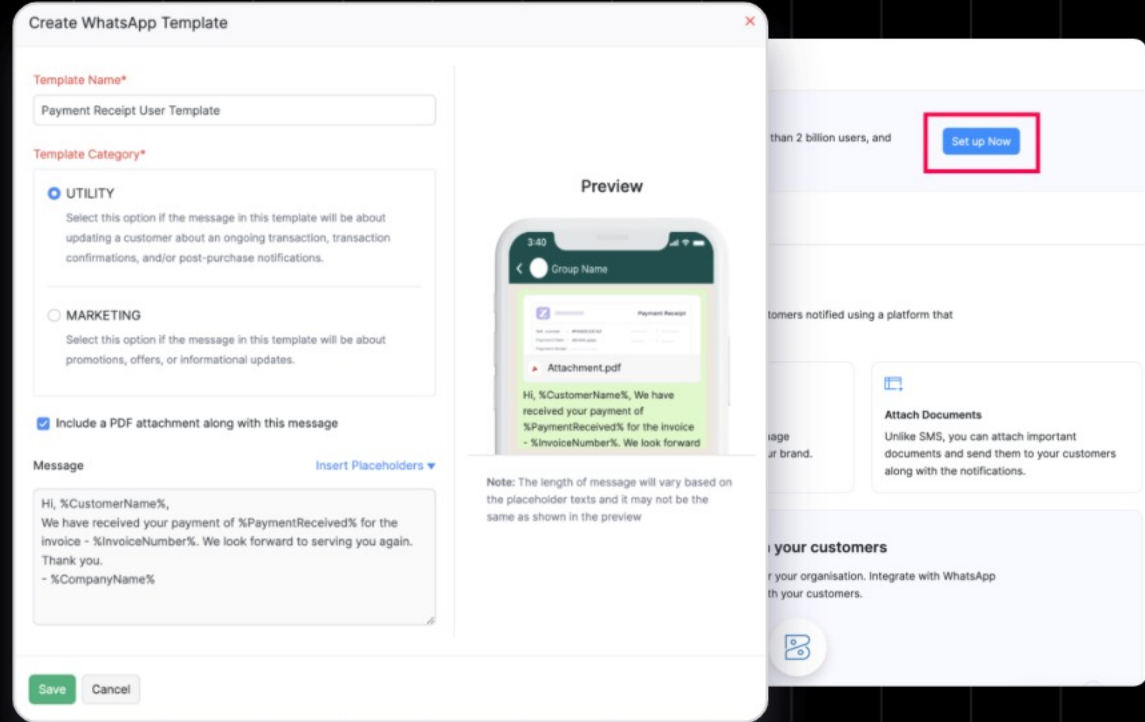 Create WhatsApp Template
Template Name*
Payment Receipt User Template
Template Category*
UTILITY
Select this option if the message in this template will be about
updating a customer about an ongoing transaction, transaction
confirmations, and/or post-purchase notifications.
MARKETING
Select this option if the message in this template will be about
promotions, offers, or informational updates.
Include a PDF attachment along with this message
Message
Insert Placeholders
Hi, %CustomerName%,
We have received your payment of %PaymentReceived% for the
invoice - %InvoiceNumber%. We look forward to serving you again.
Thank you.
- %CompanyName%
Save
Cancel
Preview
3:40
Group Name
Payment Receipt
Attachment.pdf
Hi, %CustomerName%, We have
received your payment of
%PaymentReceived% for the invoice
- %InvoiceNumber%. We look forward
Note: The length of message will vary based on
the placeholder texts and it may not be the
same as shown in the preview
than 2 billion users, and
Set up Now
tomers notified using a platform that
ur brand.
Attach Documents
Unlike SMS, you can attach important
documents and send them to your customers
along with the notifications.
your customers
r your organisation. Integrate with WhatsApp
th your customers.